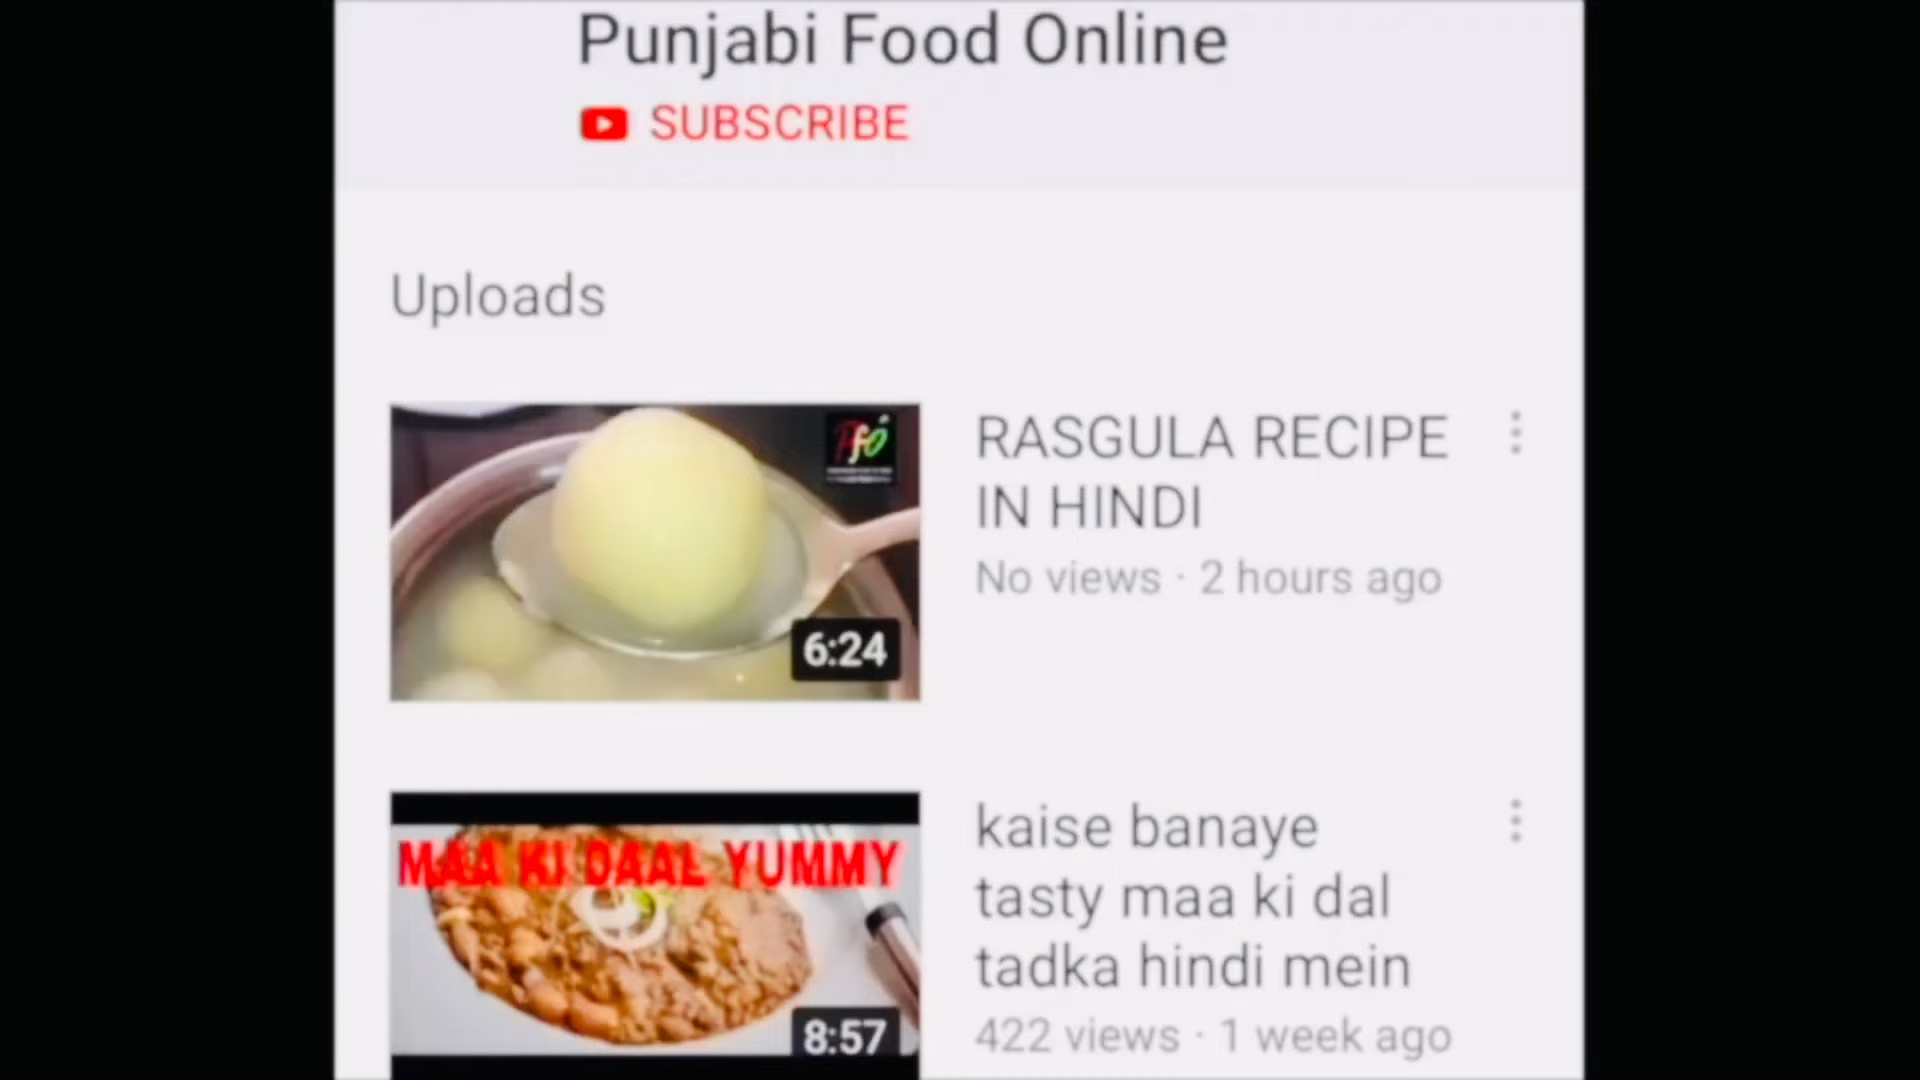 Punjabi Food Online
SUBSCRIBE
Uploads
RASGULA RECIPE
IN HINDI
No views · 2 hours ago
Pfo
6:24
kaise banaye
tasty maa ki dal
tadka hindi mein
422 views · 1 week ago
MAA KI DAAL YUMMY
8:57